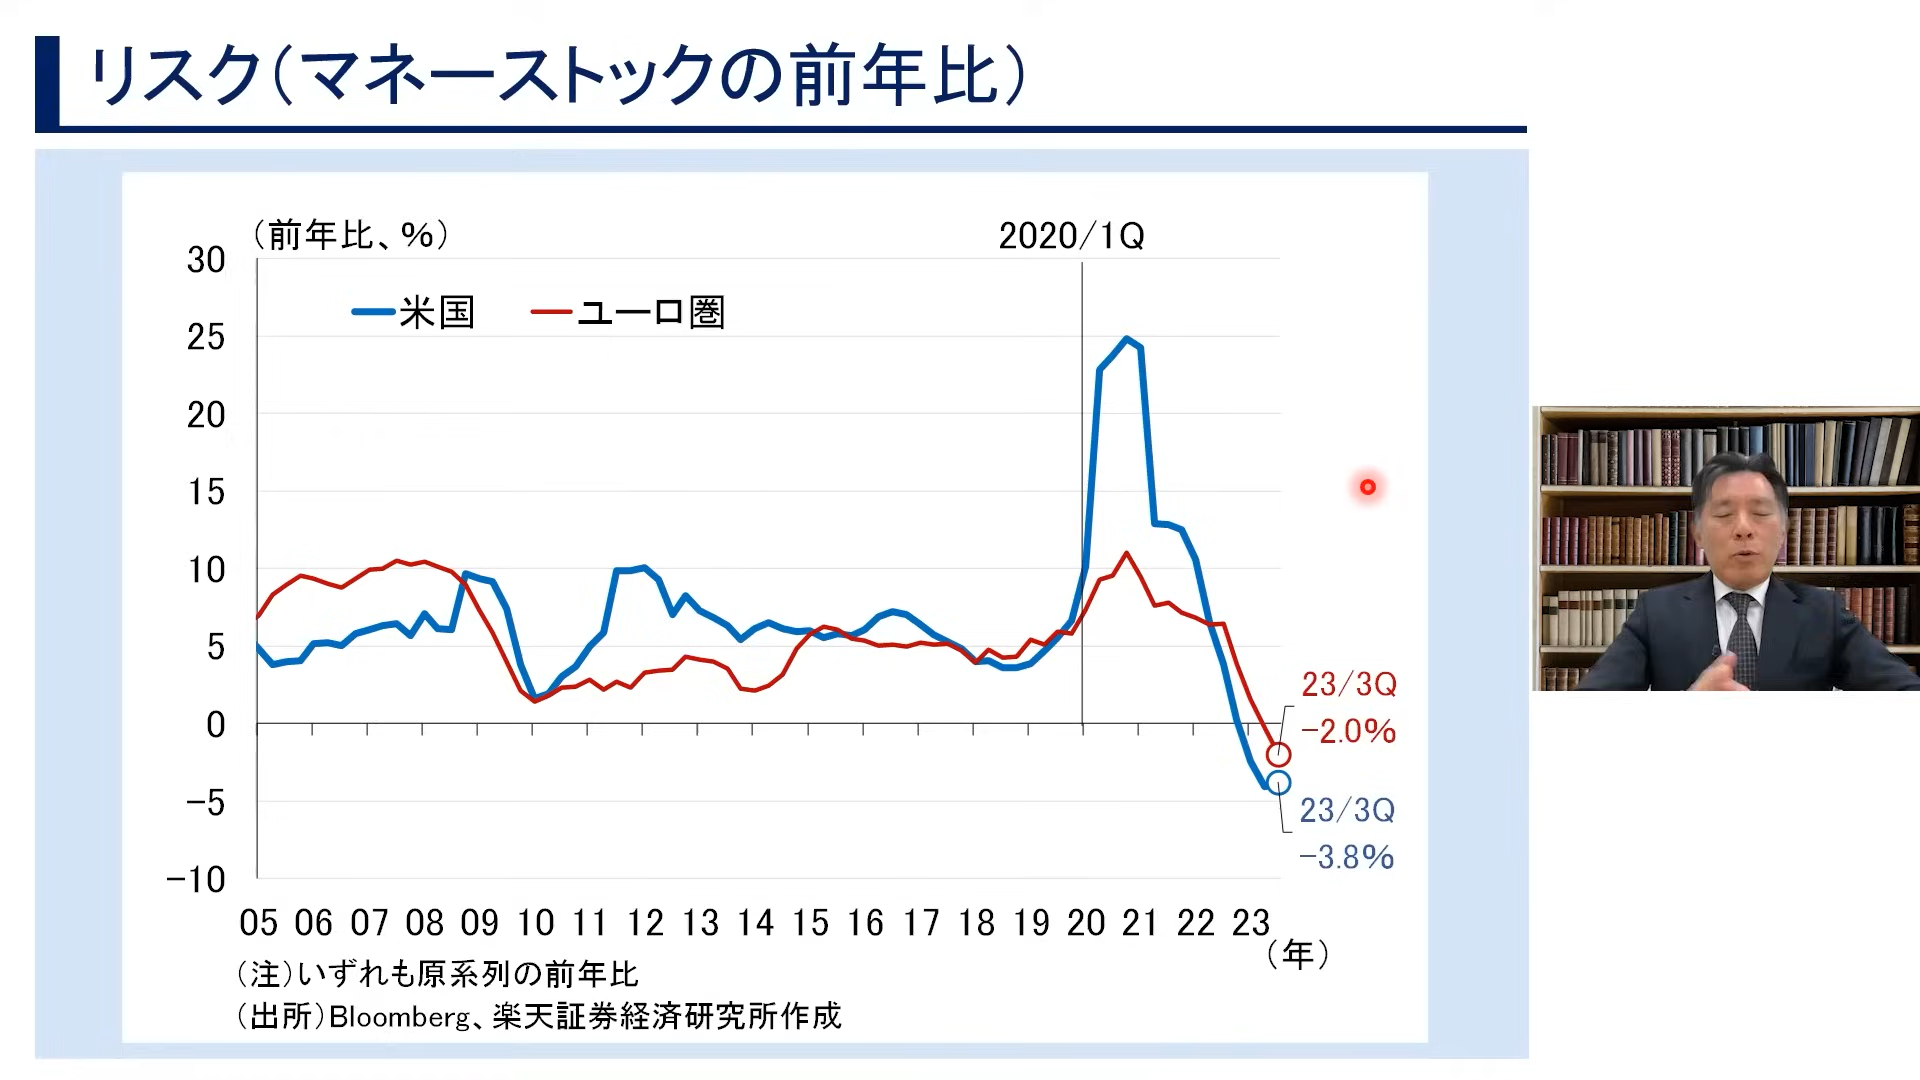 リスク（マネーストックの前年比）
（前年比、％）
2020/1Q
米国 ユーロ圏
30
25
20
15
10
5
0
−5
−10
23/3Q
−2.0%
23/3Q
−3.8%
05 06 07 08 09 10 11 12 13 14 15 16 17 18 19 20 21 22 23
（年）
（注）いずれも原系列の前年比
（出所）Bloomberg、楽天証券経済研究所作成